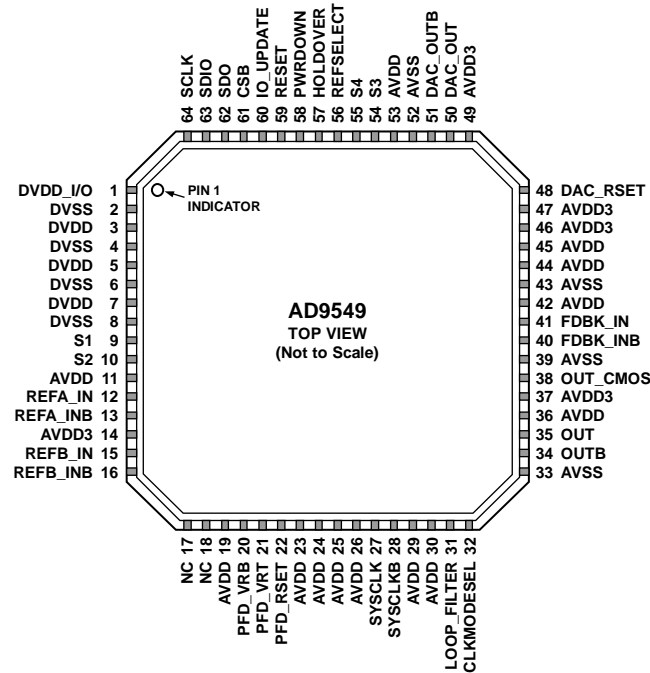 64 SCLK
63 SDIO
62 SDO
61 CSB
60 IO_UPDATE
59 RESET
58 PWRDOWN
57 HOLDOVER
56 REFSELECT
55 S4
54 S3
53 AVDD
52 AVSS
51 DAC_OUTB
50 DAC_OUT
49 AVDD3
DVDD_I/O 1
DVSS 2
DVDD 3
DVSS 4
DVDD 5
DVSS 6
DVDD 7
DVSS 8
S1 9
S2 10
AVDD 11
REFA_IN 12
REFA_INB 13
AVDD3 14
REFB_IN 15
REFB_INB 16
PIN 1
INDICATOR
AD9549
TOP VIEW
(Not to Scale)
48 DAC_RSET
47 AVDD3
46 AVDD3
45 AVDD
44 AVDD
43 AVSS
42 AVDD
41 FDBK_IN
40 FDBK_INB
39 AVSS
38 OUT_CMOS
37 AVDD3
36 AVDD
35 OUT
34 OUTB
33 AVSS
NC 17
NC 18
AVDD 19
PFD_VRB 20
PFD_VRT 21
PFD_RSET 22
AVDD 23
AVDD 24
AVDD 25
AVDD 26
SYSCLK 27
SYSCLKB 28
AVDD 29
AVDD 30
LOOP_FILTER 31
CLKMODESEL 32